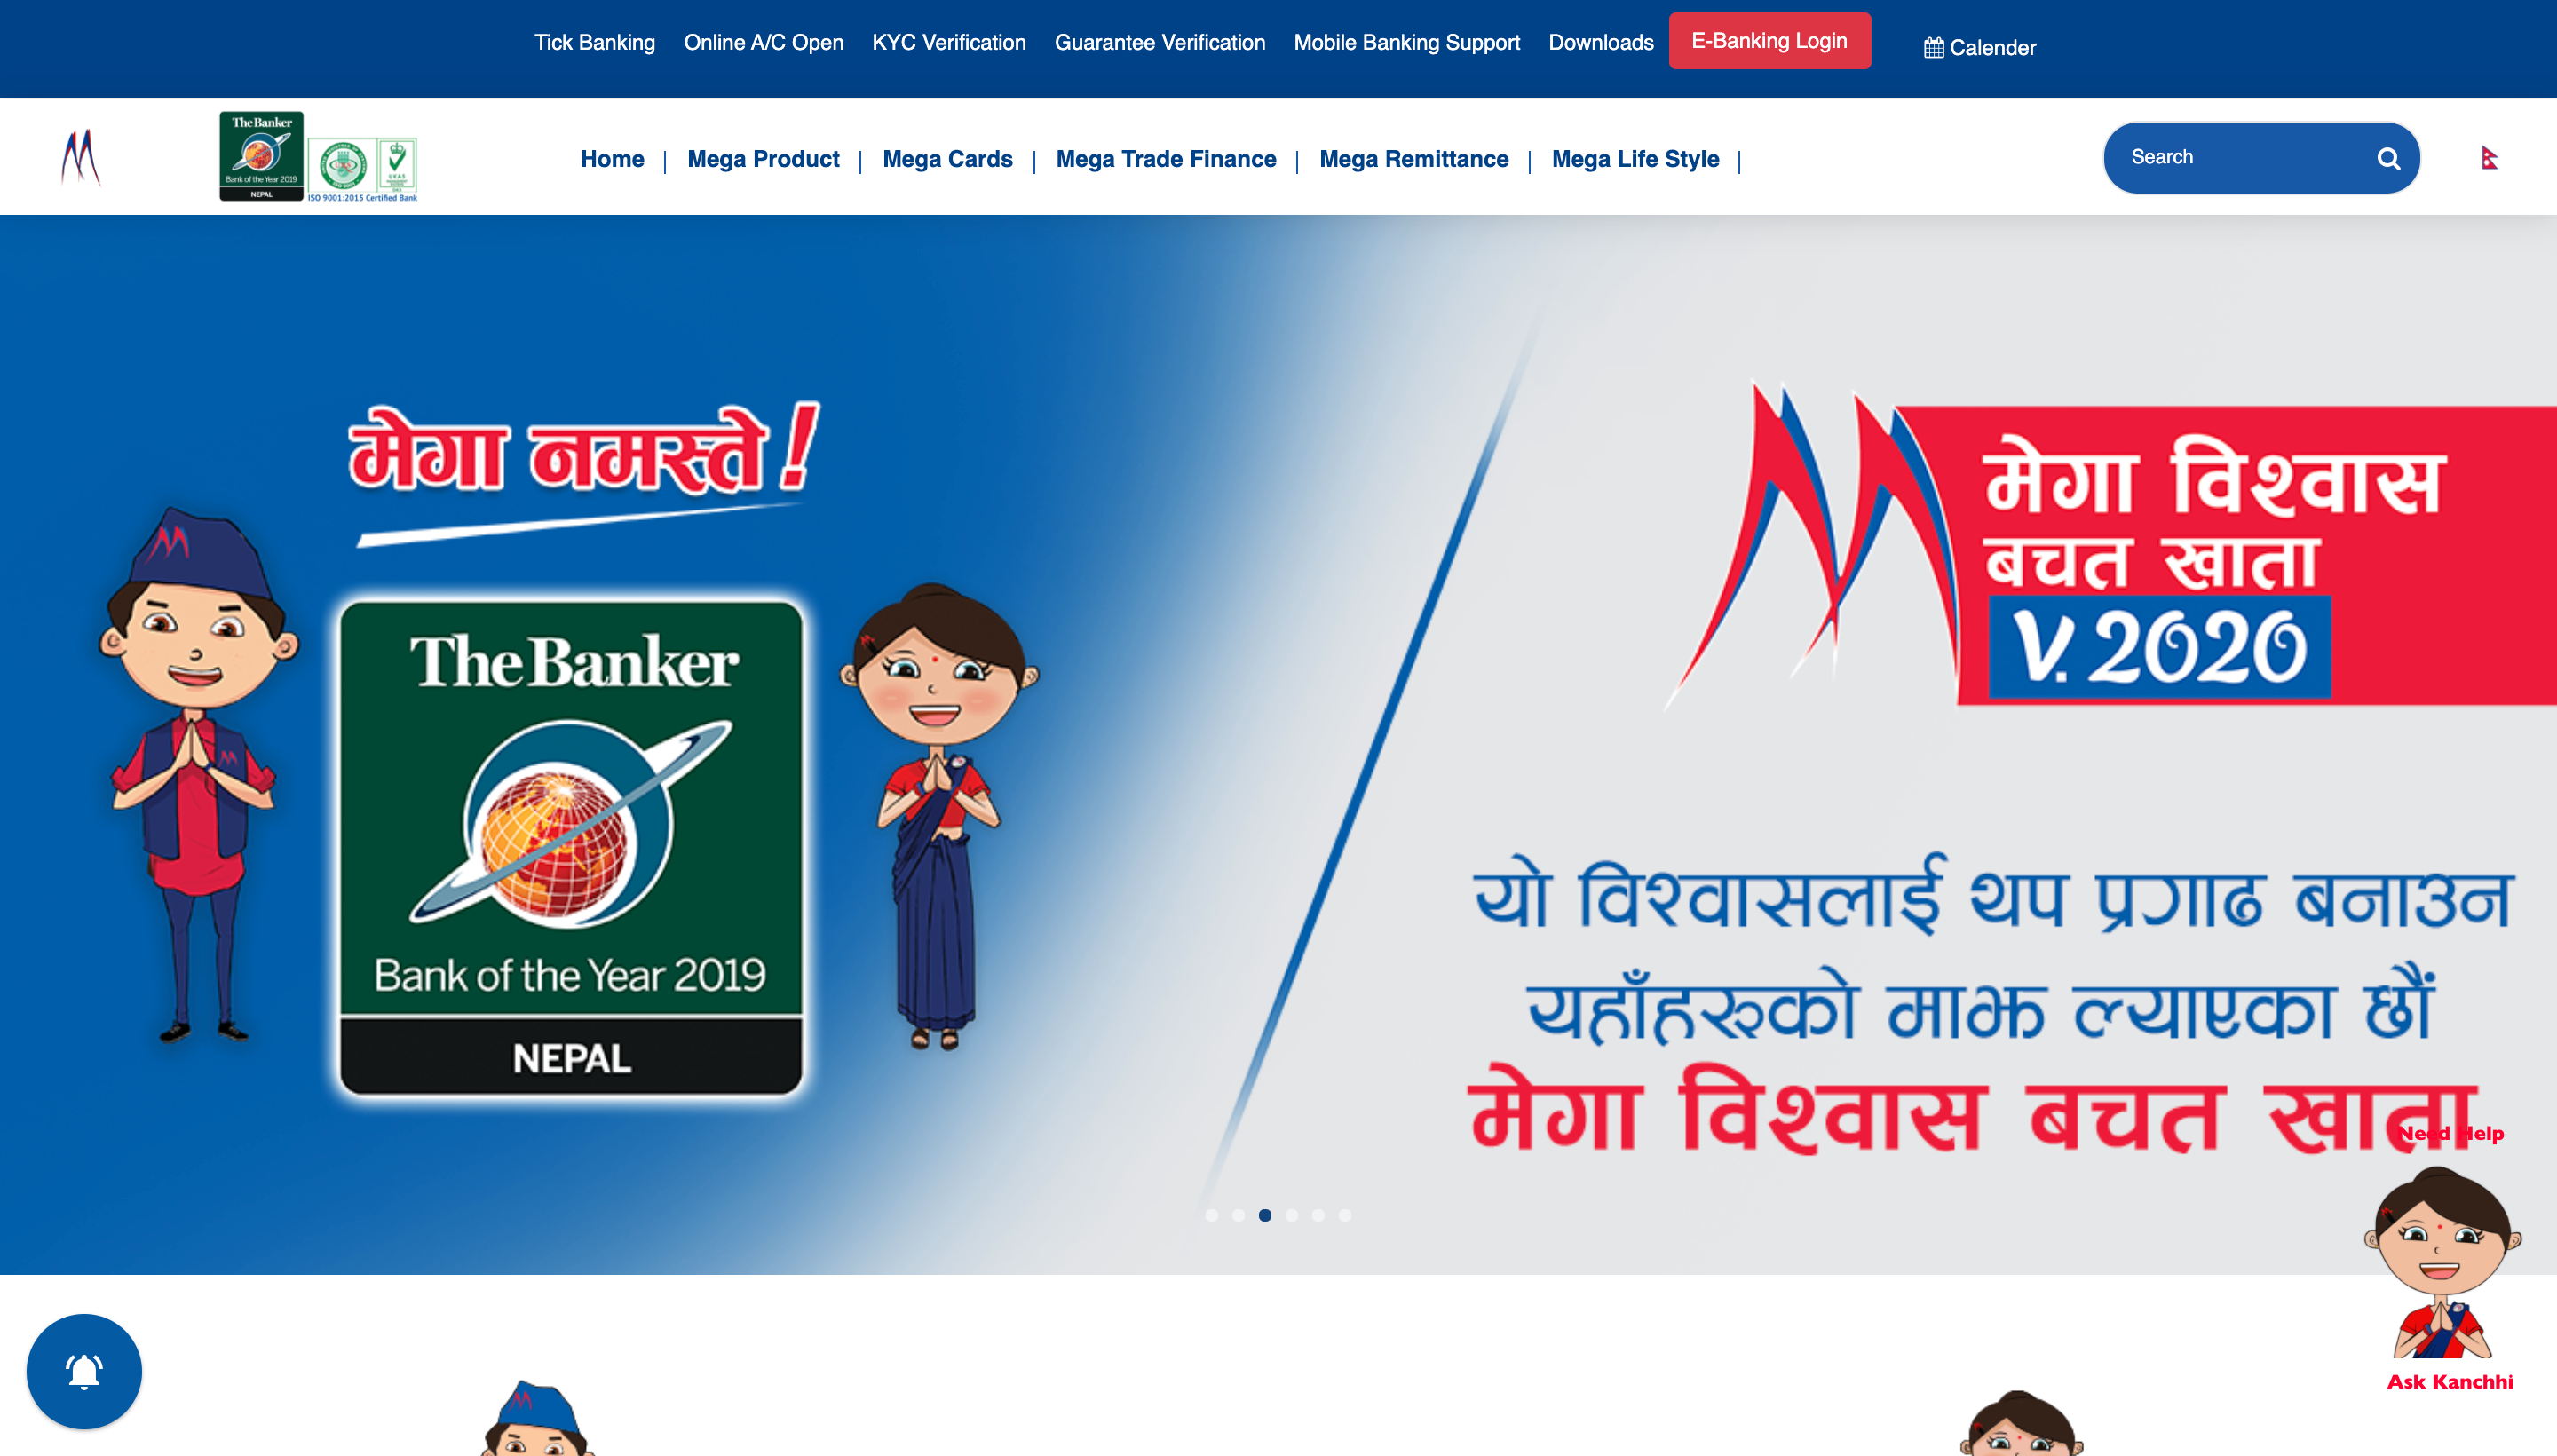 Tick Banking Online A/C Open KYC Verification Guarantee Verification Mobile Banking Support Downloads E-Banking Login Calender
The Banker
Bank of the Year 2019
NEPAL
UKAS
ISO 9001:2015 Certified Bank
Home | Mega Product | Mega Cards | Mega Trade Finance | Mega Remittance | Mega Life Style |
Search
मेगा नमस्ते !
The Banker
Bank of the Year 2019
NEPAL
मेगा विश्वास
बचत खाता
V. 2020
यो विश्वासलाई थप प्रगाढ बनाउन
यहाँहरुको माझ ल्याएका छौं
मेगा विश्वास बचत खाता
Need Help
Ask Kanchhi